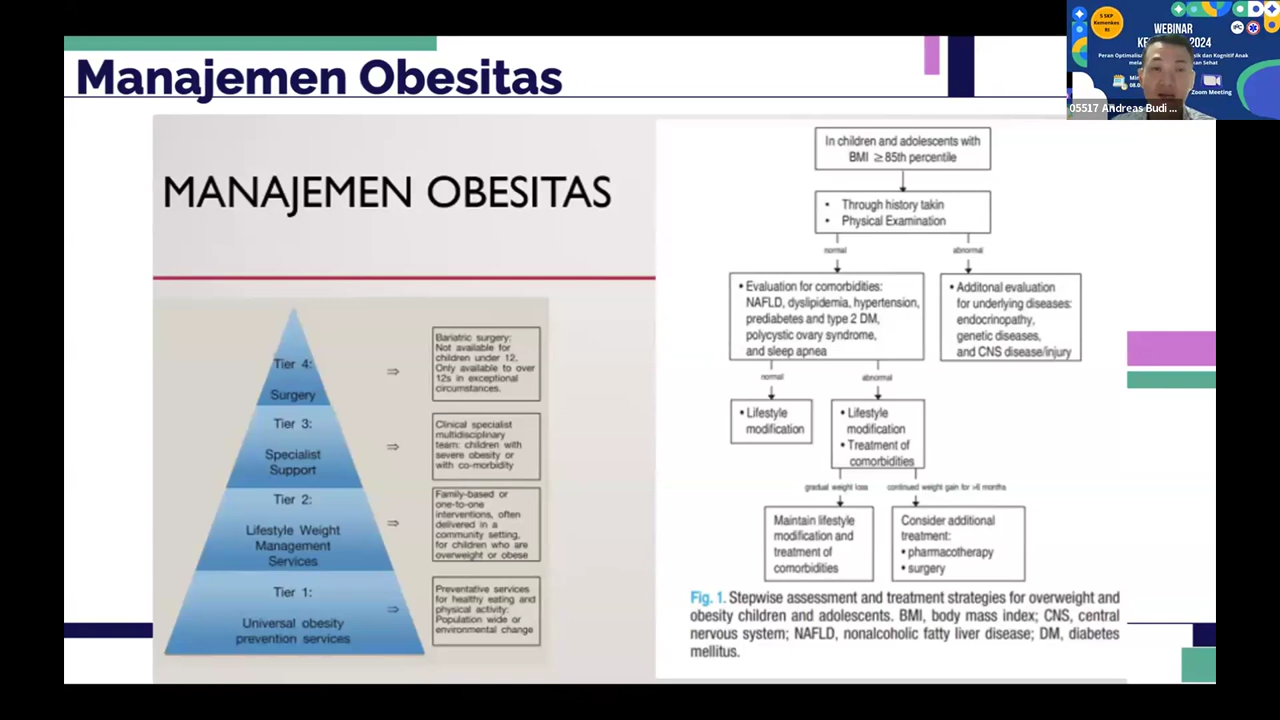 Manajemen Obesitas
5 SKP
Kemenkes
RI
WEBINAR
2024
Zoom Meeting
05517 Andreas Budi ...
MANAJEMEN OBESITAS
Tier 4:
Surgery
Bariatric surgery:
Not available for
children under 12.
Only available to over
12s in exceptional
circumstances.
Tier 3:
Specialist
Support
Clinical specialist
multidisciplinary
team: children with
severe obesity or
with co-morbidity
Tier 2:
Lifestyle Weight
Management
Services
Family-based or
one-to-one
interventions, often
delivered in a
community setting,
for children who are
overweight or obese
Tier 1:
Universal obesity
prevention services
Preventative services
for healthy eating and
physical activity:
Population wide or
environmental change
In children and adolescents with
BMI ≥ 85th percentile
• Through history takin
• Physical Examination
normal
abnormal
• Evaluation for comorbidities:
NAFLD, dyslipidemia, hypertension,
prediabetes and type 2 DM,
polycystic ovary syndrome,
and sleep apnea
• Additonal evaluation
for underlying diseases:
endocrinopathy,
genetic diseases,
and CNS disease/injury
normal
abnormal
• Lifestyle
modification
• Lifestyle
modification
• Treatment of
comorbidities
gradual weight loss
continued weight gain for >6 months
Maintain lifestyle
modification and
treatment of
comorbidities
Consider additional
treatment:
• pharmacotherapy
• surgery
Fig. 1. Stepwise assessment and treatment strategies for overweight and
obesity children and adolescents. BMI, body mass index; CNS, central
nervous system; NAFLD, nonalcoholic fatty liver disease; DM, diabetes
mellitus.